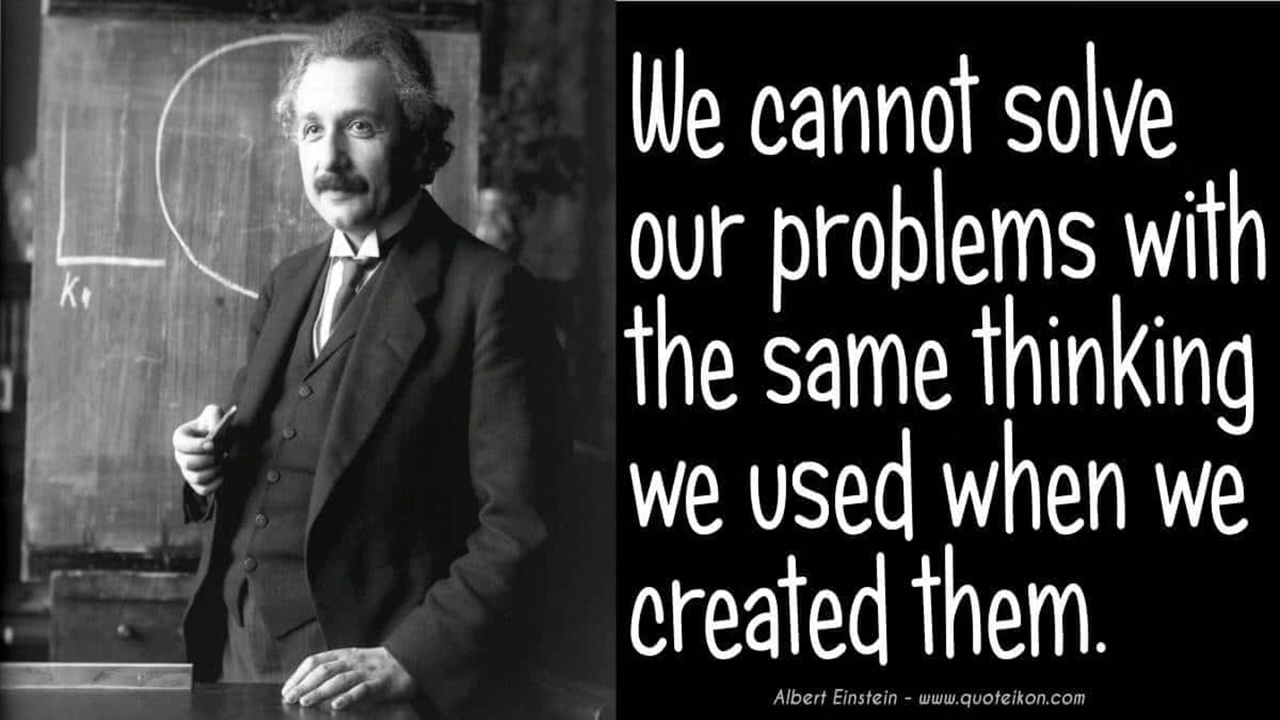 We cannot solve
our problems with
the same thinking
we used when we
created them.
Albert Einstein - www.quoteikon.com